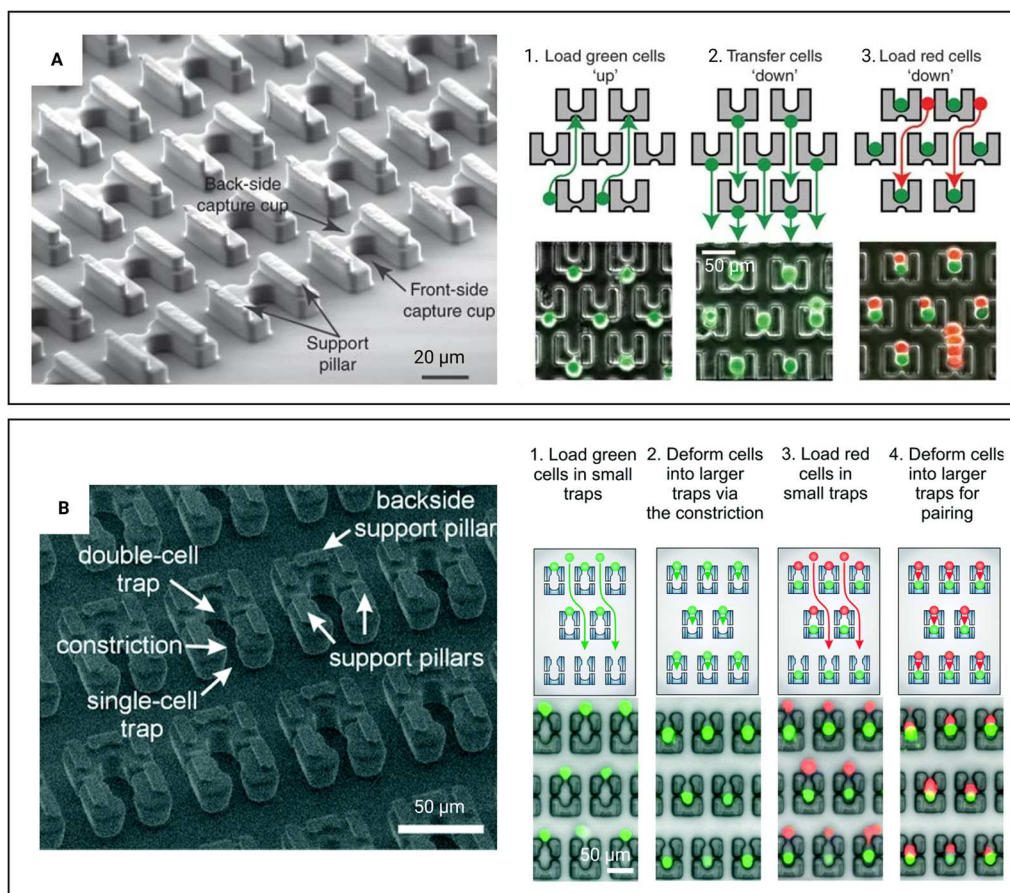 A
Back-side
capture cup
Front-side
capture cup
Support
pillar
20 µm
1. Load green cells
'up'
2. Transfer cells
'down'
3. Load red cells
'down'
50 µm
B
backside
support pillar
double-cell
trap
constriction
support pillars
single-cell
trap
50 µm
1. Load green
cells in small
traps
2. Deform cells
into larger
traps via
the constriction
3. Load red
cells in
small traps
4. Deform cells
into larger
traps for
pairing
50 µm